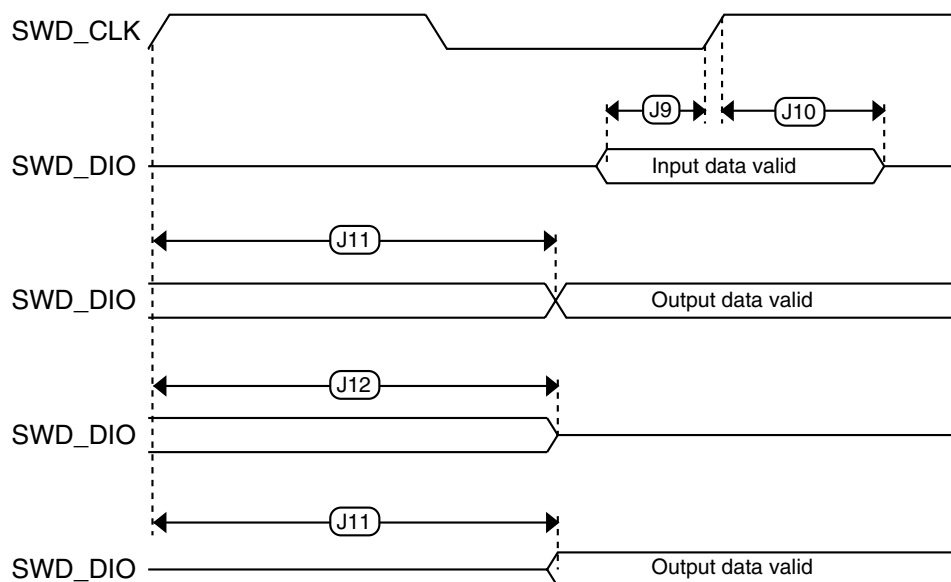 SWD_CLK
J9
J10
SWD_DIO
Input data valid
J11
SWD_DIO
Output data valid
J12
SWD_DIO
J11
SWD_DIO
Output data valid